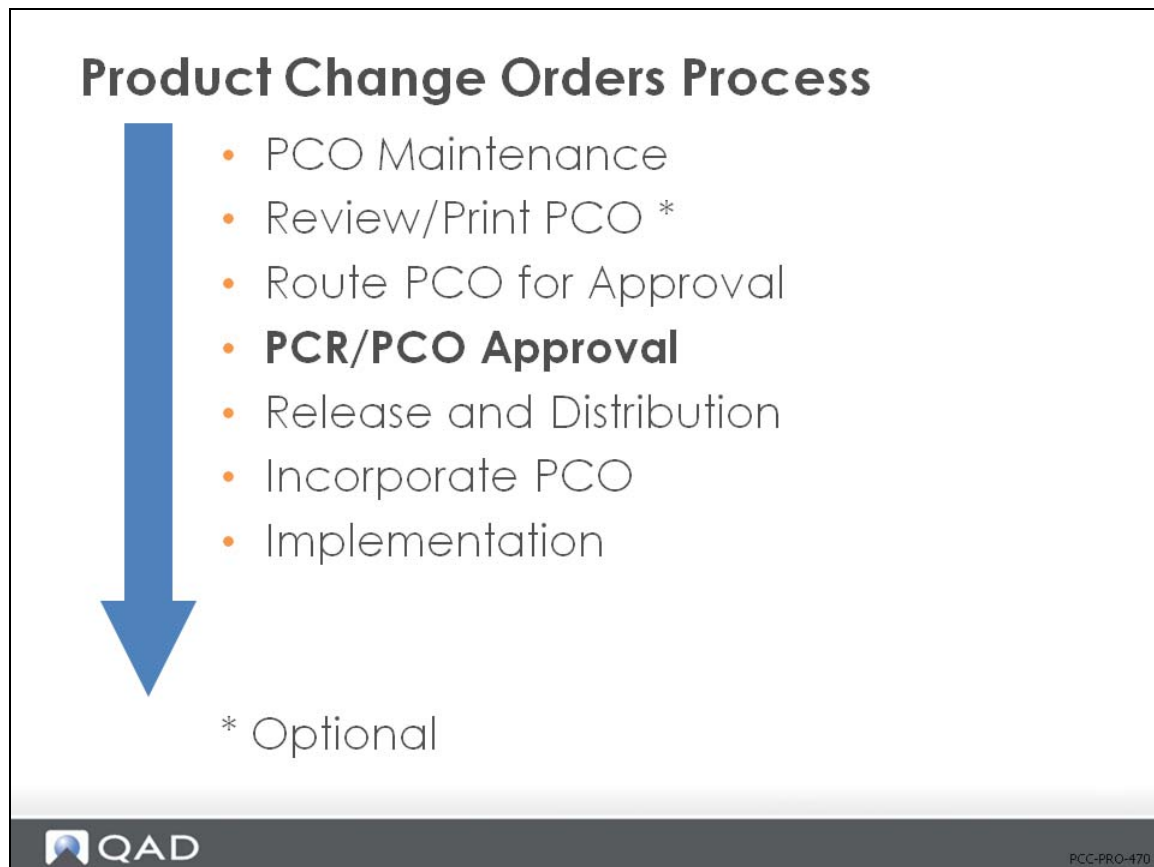 Product Change Orders Process
• PCO Maintenance
• Review/Print PCO *
• Route PCO for Approval
• PCR/PCO Approval
• Release and Distribution
• Incorporate PCO
• Implementation
* Optional
QAD
PCC-PRO-470